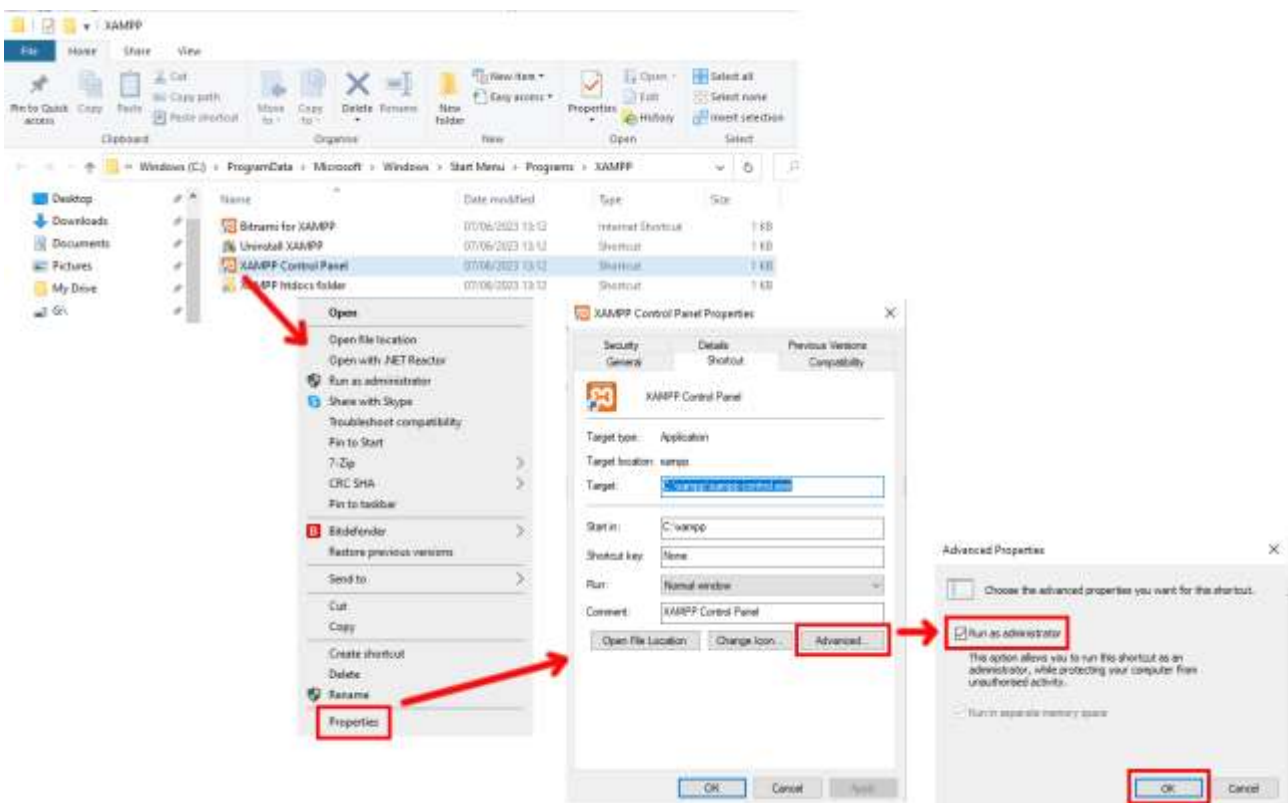 XAMPP
File Home Share View
Pin to Quick access Copy Paste Cut Copy path Paste shortcut Move to Copy to Delete Rename New folder New item Easy access Properties Open Edit History Select all Select none Invert selection
Clipboard Organise New Open Select
Windows (C:) ProgramData Microsoft Windows Start Menu Programs XAMPP
Desktop
Downloads
Documents
Pictures
My Drive
G:\
Name Date modified Type Size
Bitnami for XAMPP 07/06/2023 13:12 Internet Shortcut 1 KB
Uninstall XAMPP 07/06/2023 13:12 Shortcut 1 KB
XAMPP Control Panel 07/06/2023 13:12 Shortcut 1 KB
XAMPP htdocs folder 07/06/2023 13:12 Shortcut 1 KB
Open
Open file location
Open with .NET Reactor
Run as administrator
Share with Skype
Troubleshoot compatibility
Pin to Start
7-Zip
CRC SHA
Pin to taskbar
Bitdefender
Restore previous versions
Send to
Cut
Copy
Create shortcut
Delete
Rename
Properties
XAMPP Control Panel Properties
Security Details Previous Versions
General Shortcut Compatibility
XAMPP Control Panel
Target type: Application
Target location: xampp
Target: C:\xampp\xampp-control.exe
Start in: C:\xampp
Shortcut key: None
Run: Normal window
Comment: XAMPP Control Panel
Open File Location Change Icon... Advanced...
OK Cancel Apply
Advanced Properties
Choose the advanced properties you want for this shortcut.
Run as administrator
This option allows you to run this shortcut as an
administrator, while protecting your computer from
unauthorised activity.
Run in separate memory space
OK Cancel